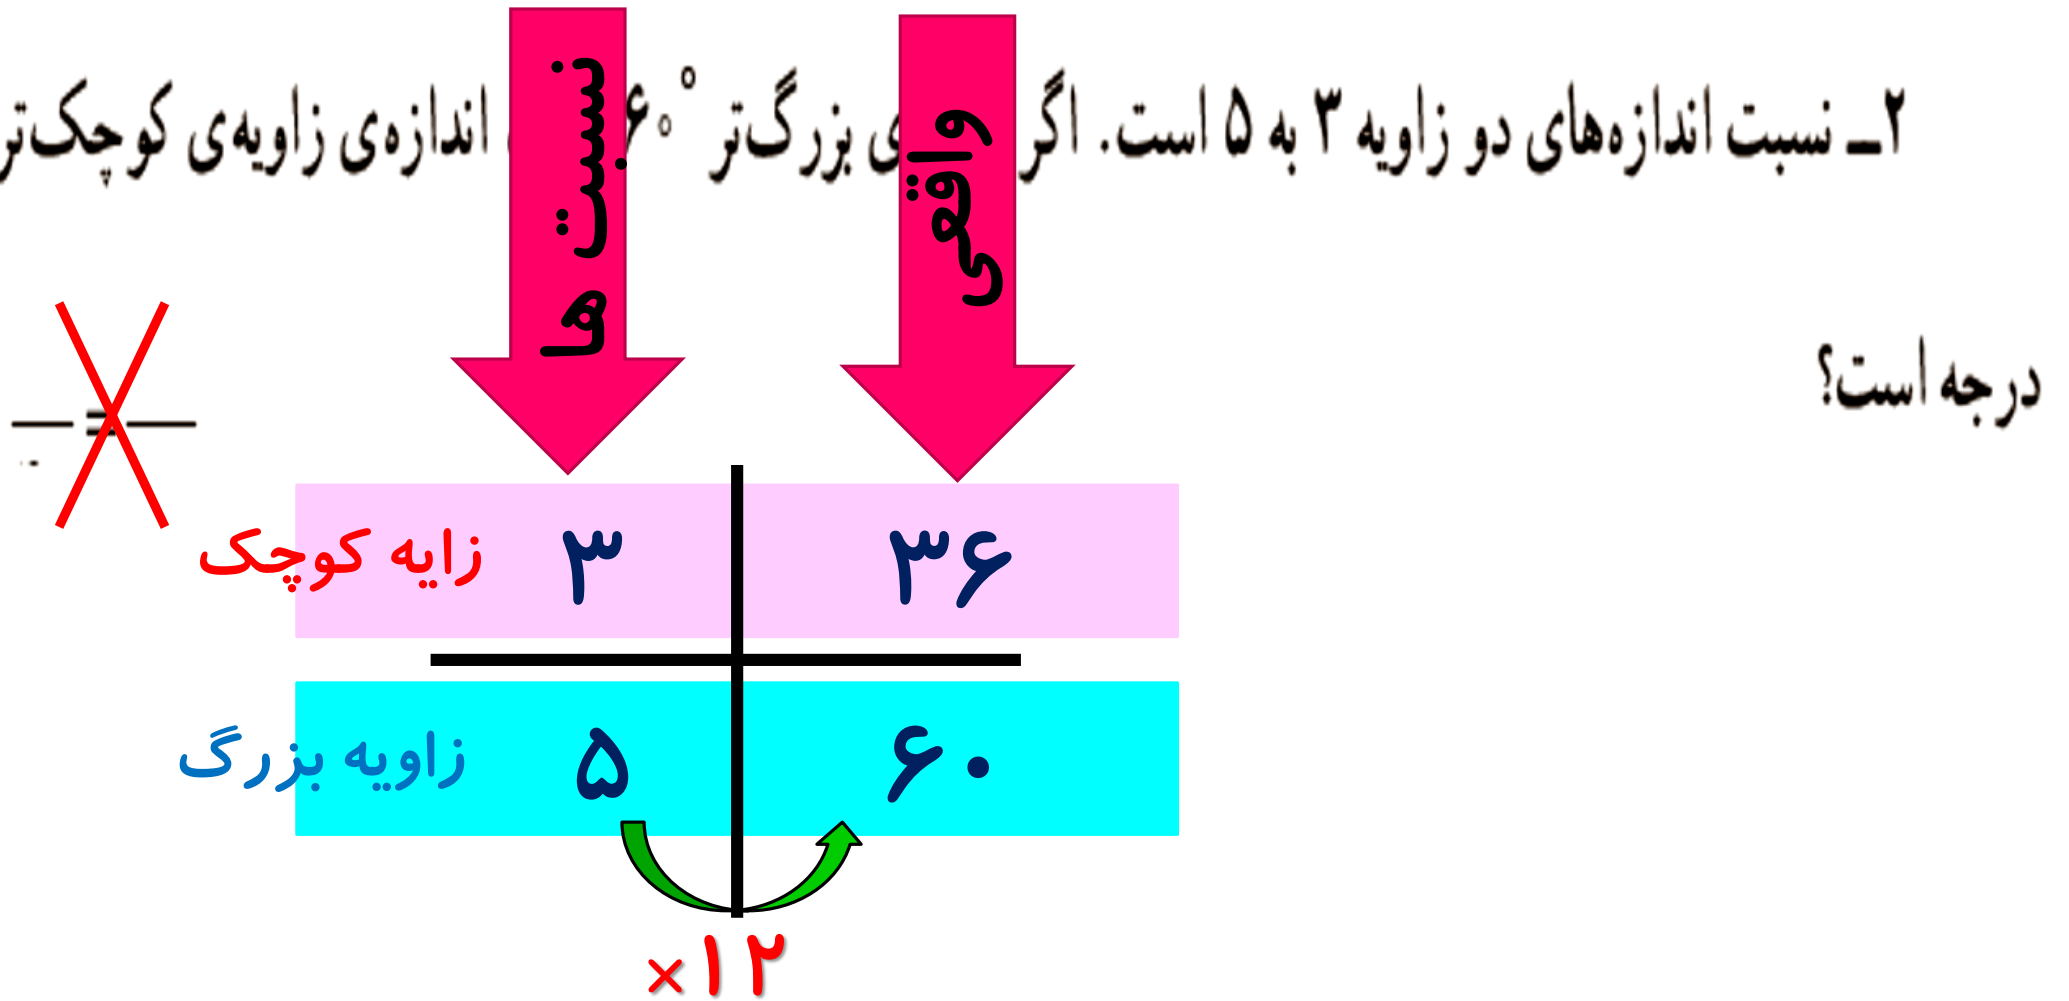 ۲ــ نسبت اندازه‌های دو زاویه ۳ به ۵ است. اگر ی بزرگ‌تر ۶۰° اندازه‌ی زاویه‌ی کوچک‌تر
درجه است؟
نسبت ها
واقعی
زایه کوچک ۳ ۳۶
زاویه بزرگ ۵ ۶۰
×۱۲
=